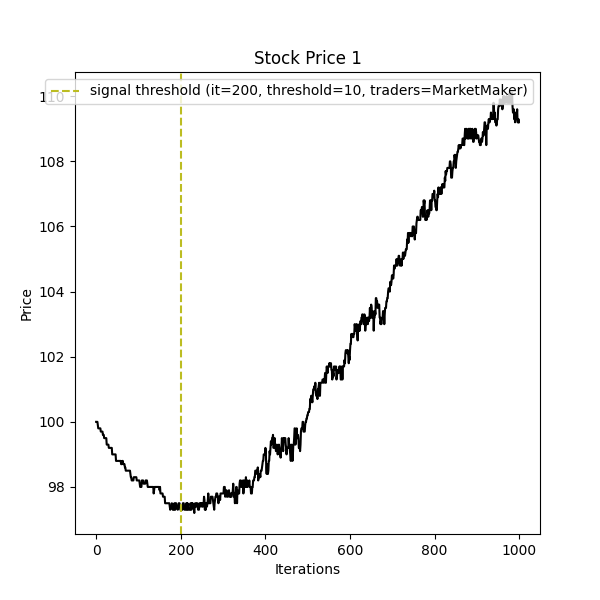 Stock Price 1
signal threshold (it=200, threshold=10, traders=MarketMaker)
110
108
106
104
102
100
98
Price
0 200 400 600 800 1000
Iterations